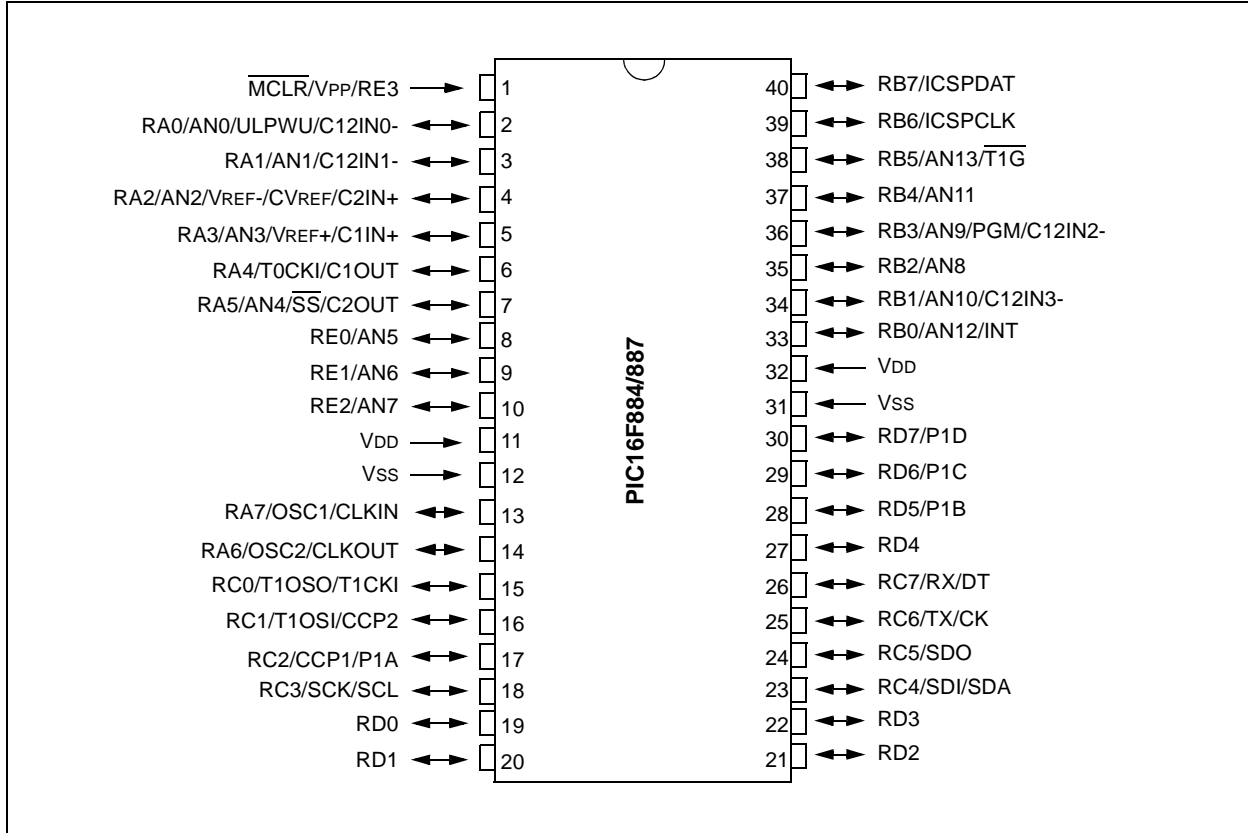 MCLR/VPP/RE3
1
RA0/AN0/ULPWU/C12IN0-
2
RA1/AN1/C12IN1-
3
RA2/AN2/VREF-/CVREF/C2IN+
4
RA3/AN3/VREF+/C1IN+
5
RA4/T0CKI/C1OUT
6
RA5/AN4/SS/C2OUT
7
RE0/AN5
8
RE1/AN6
9
RE2/AN7
10
VDD
11
VSS
12
RA7/OSC1/CLKIN
13
RA6/OSC2/CLKOUT
14
RC0/T1OSO/T1CKI
15
RC1/T1OSI/CCP2
16
RC2/CCP1/P1A
17
RC3/SCK/SCL
18
RD0
19
RD1
20
PIC16F884/887
40
RB7/ICSPDAT
39
RB6/ICSPCLK
38
RB5/AN13/T1G
37
RB4/AN11
36
RB3/AN9/PGM/C12IN2-
35
RB2/AN8
34
RB1/AN10/C12IN3-
33
RB0/AN12/INT
32
VDD
31
VSS
30
RD7/P1D
29
RD6/P1C
28
RD5/P1B
27
RD4
26
RC7/RX/DT
25
RC6/TX/CK
24
RC5/SDO
23
RC4/SDI/SDA
22
RD3
21
RD2